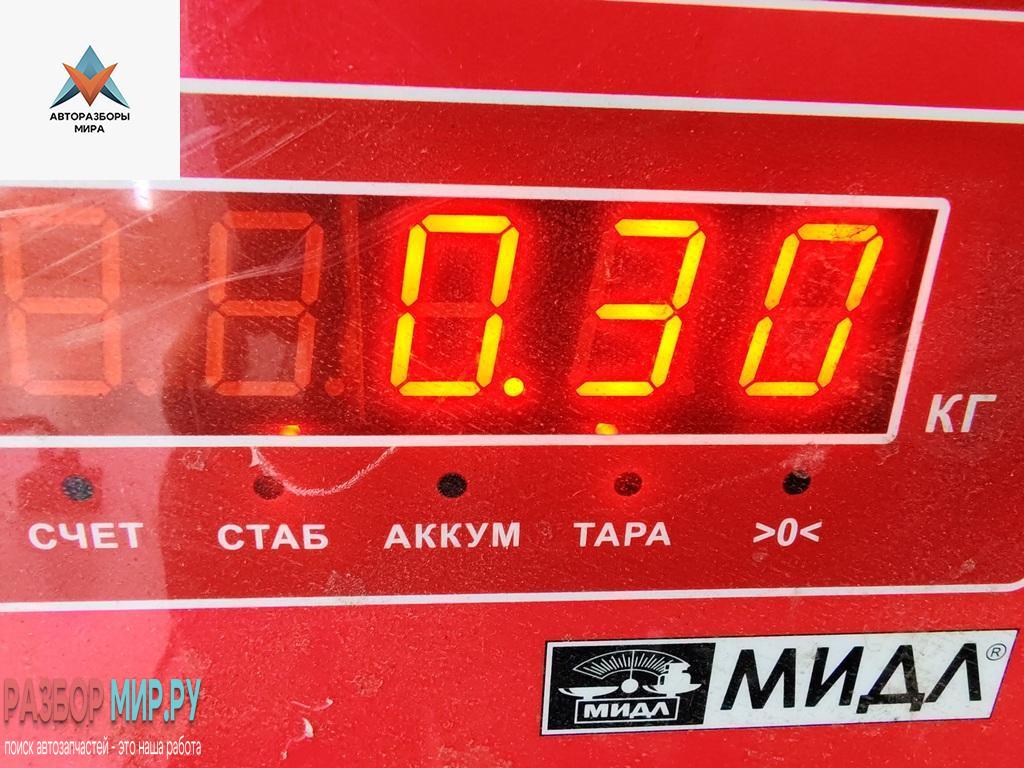 АВТОРАЗБОРЫ
МИРА
0.30
КГ
СЧЕТ СТАБ АККУМ ТАРА >0<
МИДЛ МИДЛ®
РАЗБОР МИР.РУ
поиск автозапчастей - это наша работа